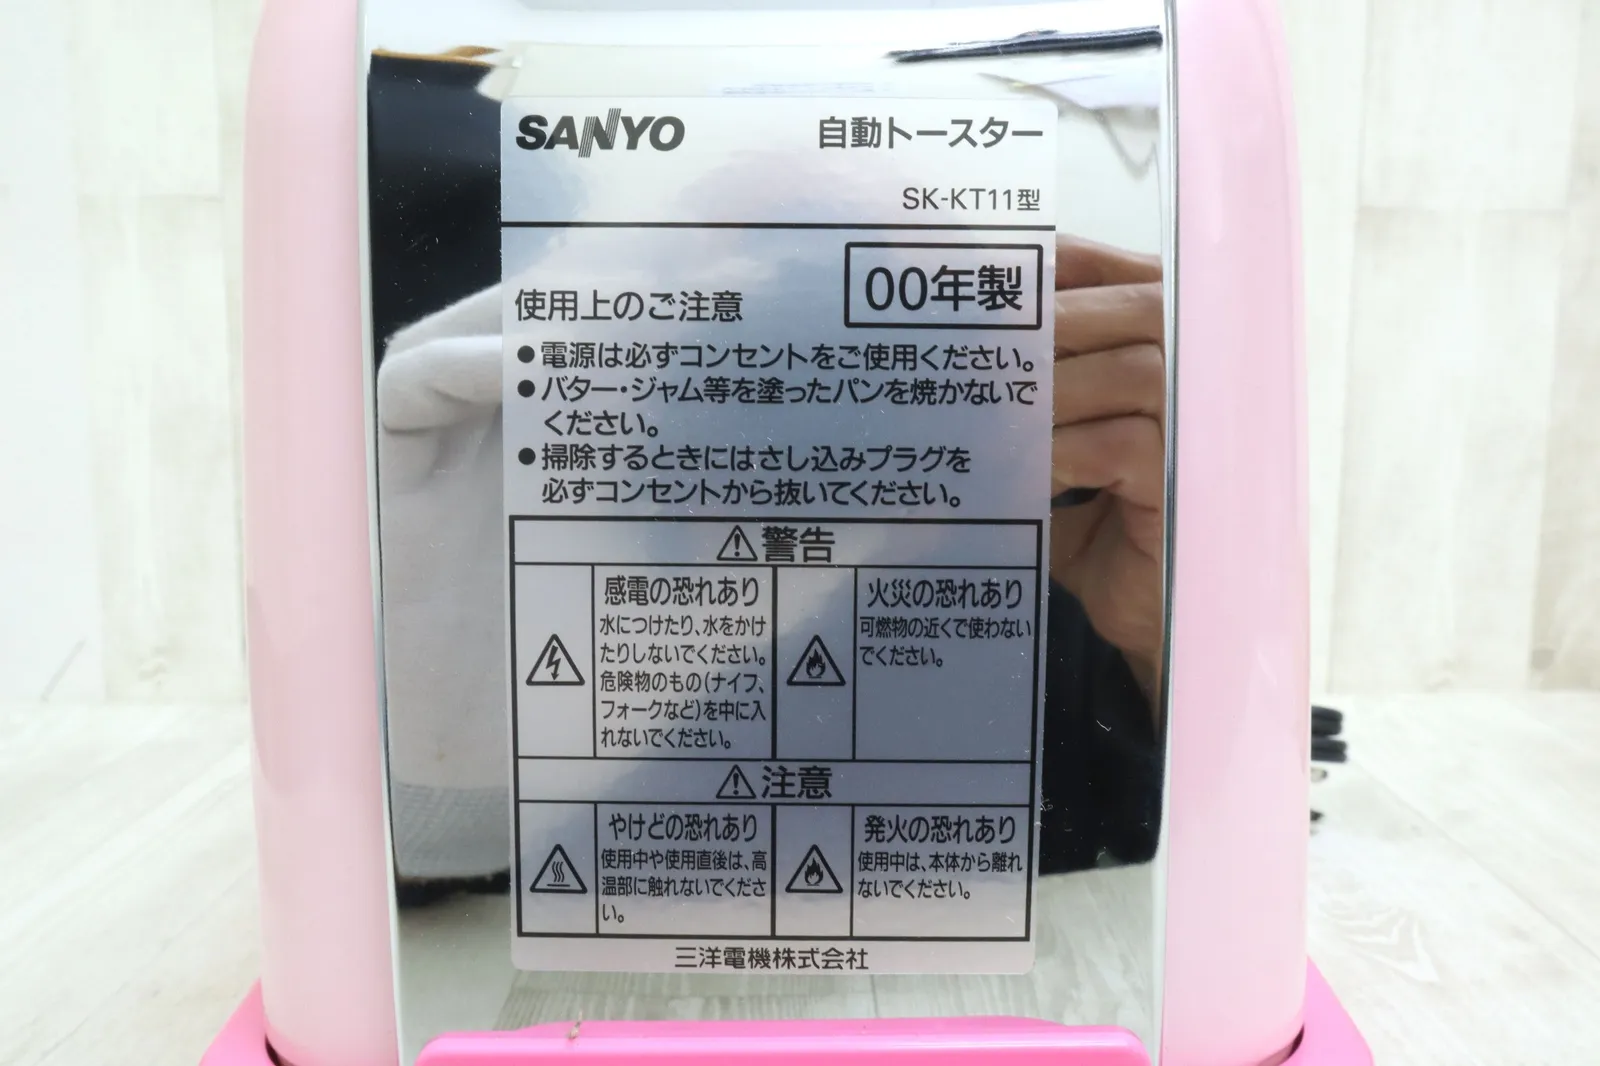 SANYO
自動トースター
SK-KT11型
00年製
使用上のご注意
●電源は必ずコンセントをご使用ください。
●バター・ジャム等を塗ったパンを焼かないで
ください。
●掃除するときにはさし込みプラグを
必ずコンセントから抜いてください。
⚠警告
感電の恐れあり
水につけたり、水をかけ
たりしないでください。
危険物のもの(ナイフ、
フォークなど)を中に入
れないでください。
火災の恐れあり
可燃物の近くで使わない
でください。
⚠注意
やけどの恐れあり
使用中や使用直後は、高
温部に触れないでくださ
い。
発火の恐れあり
使用中は、本体から離れ
ないでください。
三洋電機株式会社